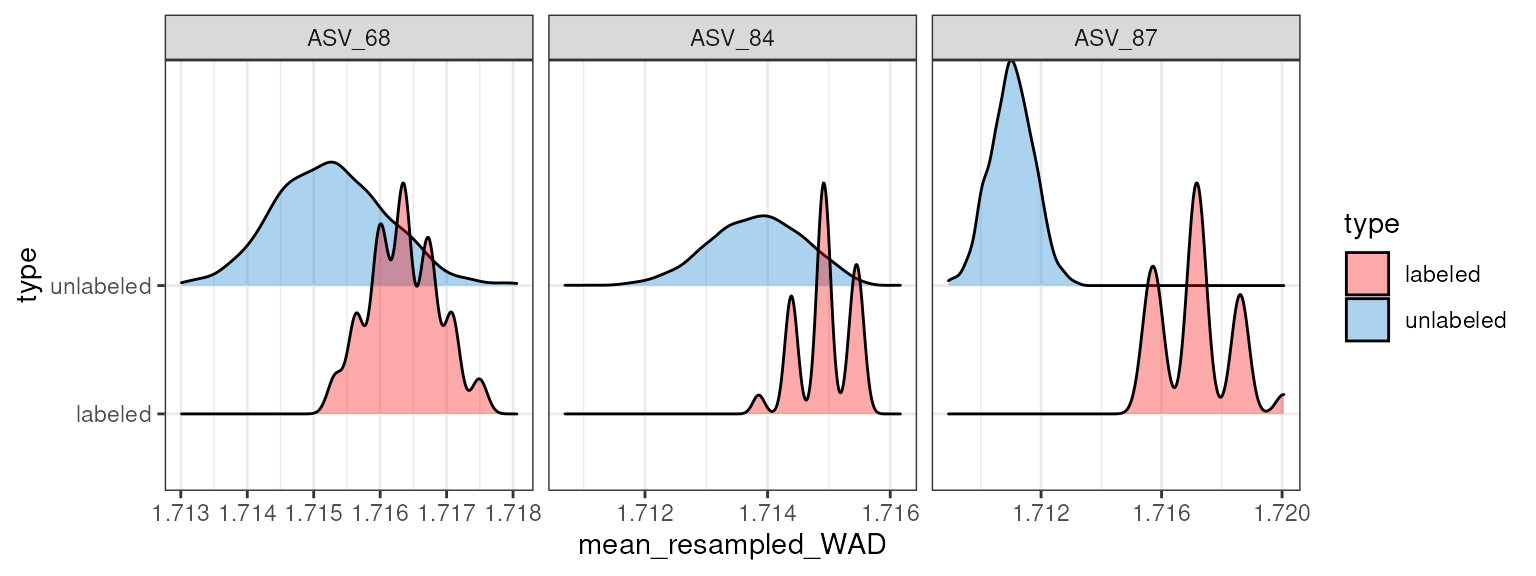 ASV_68 ASV_84 ASV_87
type
unlabeled
labeled
1.713 1.714 1.715 1.716 1.717 1.718 1.712 1.714 1.716 1.712 1.716 1.720
mean_resampled_WAD
type
labeled
unlabeled